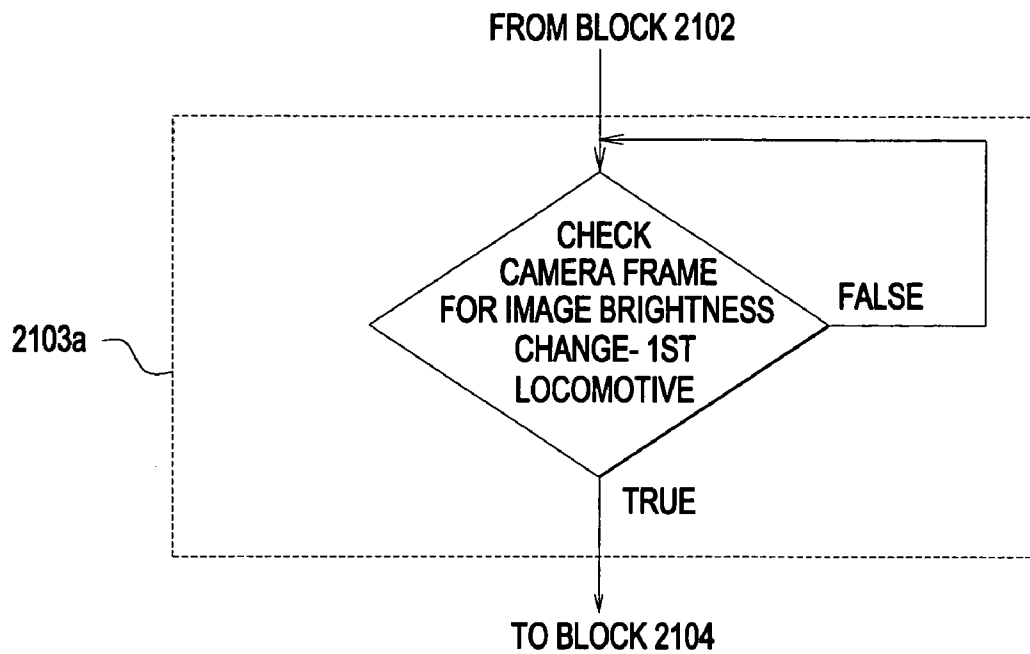 FROM BLOCK 2102
CHECK
CAMERA FRAME
FOR IMAGE BRIGHTNESS
CHANGE- 1ST
LOCOMOTIVE
FALSE
2103a
TRUE
TO BLOCK 2104